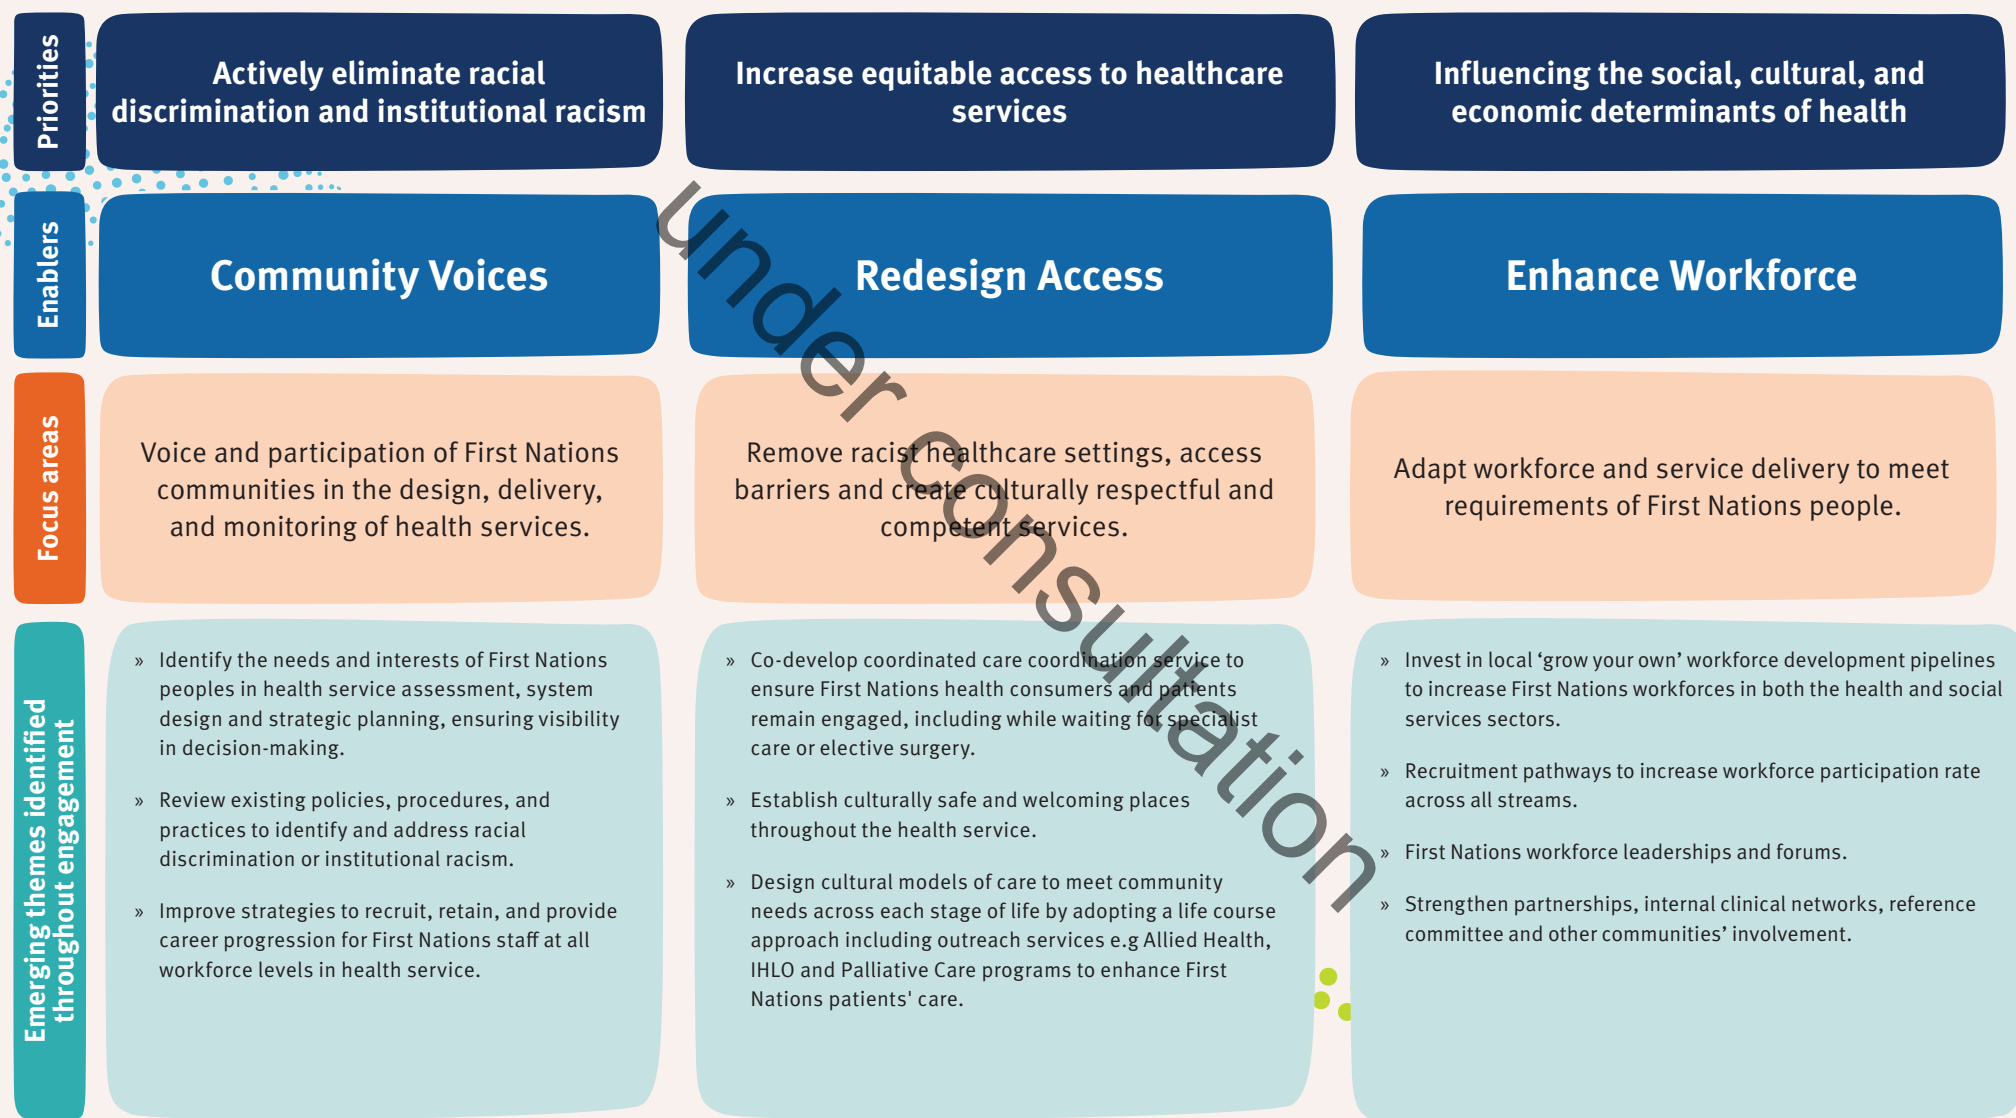 Priorities
Actively eliminate racial
discrimination and institutional racism
Increase equitable access to healthcare
services
Influencing the social, cultural, and
economic determinants of health
Enablers
Community Voices
Redesign Access
Enhance Workforce
Focus areas
Voice and participation of First Nations
communities in the design, delivery,
and monitoring of health services.
Remove racist healthcare settings, access
barriers and create culturally respectful and
competent services.
Adapt workforce and service delivery to meet
requirements of First Nations people.
Emerging themes identified
throughout engagement
» Identify the needs and interests of First Nations
peoples in health service assessment, system
design and strategic planning, ensuring visibility
in decision-making.
» Review existing policies, procedures, and
practices to identify and address racial
discrimination or institutional racism.
» Improve strategies to recruit, retain, and provide
career progression for First Nations staff at all
workforce levels in health service.
» Co-develop coordinated care coordination service to
ensure First Nations health consumers and patients
remain engaged, including while waiting for specialist
care or elective surgery.
» Establish culturally safe and welcoming places
throughout the health service.
» Design cultural models of care to meet community
needs across each stage of life by adopting a life course
approach including outreach services e.g Allied Health,
IHLO and Palliative Care programs to enhance First
Nations patients' care.
» Invest in local ‘grow your own’ workforce development pipelines
to increase First Nations workforces in both the health and social
services sectors.
» Recruitment pathways to increase workforce participation rate
across all streams.
» First Nations workforce leaderships and forums.
» Strengthen partnerships, internal clinical networks, reference
committee and other communities’ involvement.
under consultation